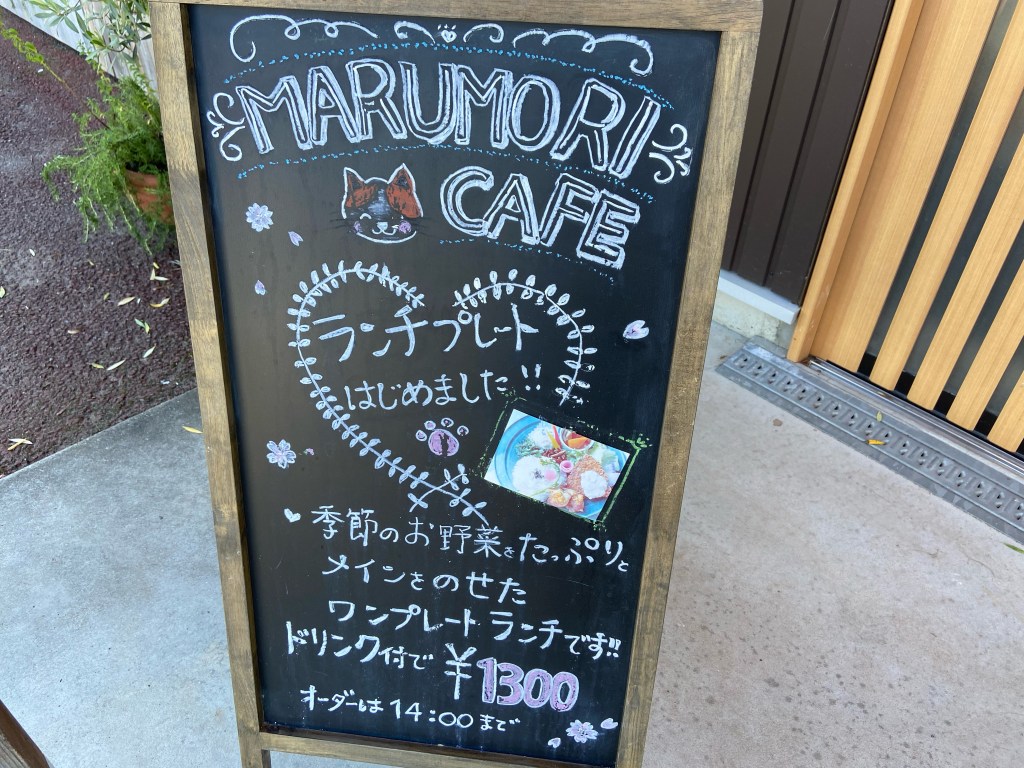 MARUMORI
CAFE
ランチプレート
はじめました!!
季節のお野菜をたっぷりと
メインをのせた
ワンプレートランチです!!
ドリンク付で ¥1300
オーダーは14:00まで